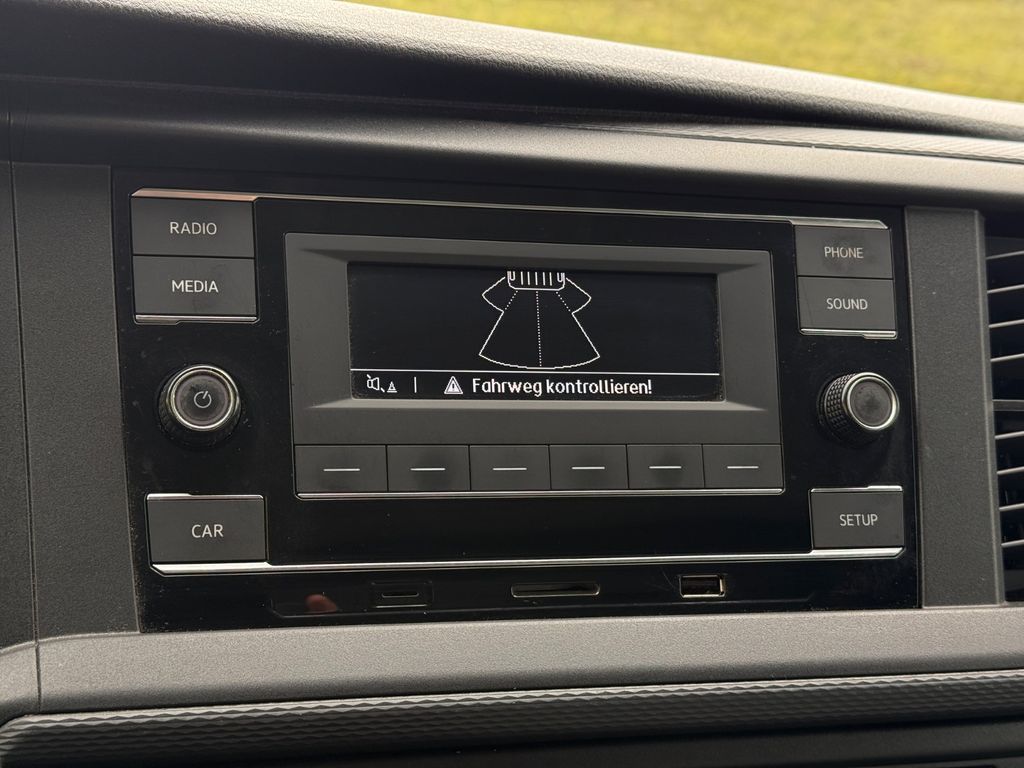 RADIO
PHONE
MEDIA
SOUND
Fahrweg kontrollieren!
CAR
SETUP